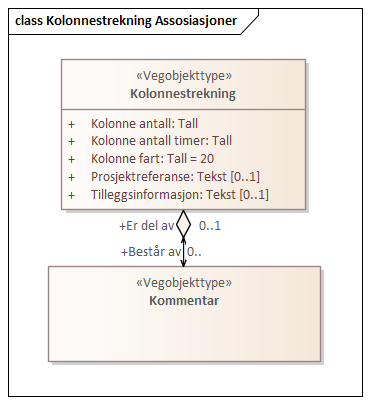 class Kolonnestrekning Assosiasjoner
«Vegobjekttype»
Kolonnestrekning
+ Kolonne antall: Tall
+ Kolonne antall timer: Tall
+ Kolonne fart: Tall = 20
+ Prosjektreferanse: Tekst [0..1]
+ Tilleggsinformasjon: Tekst [0..1]
+Er del av 0..1
+Består av 0..
«Vegobjekttype»
Kommentar